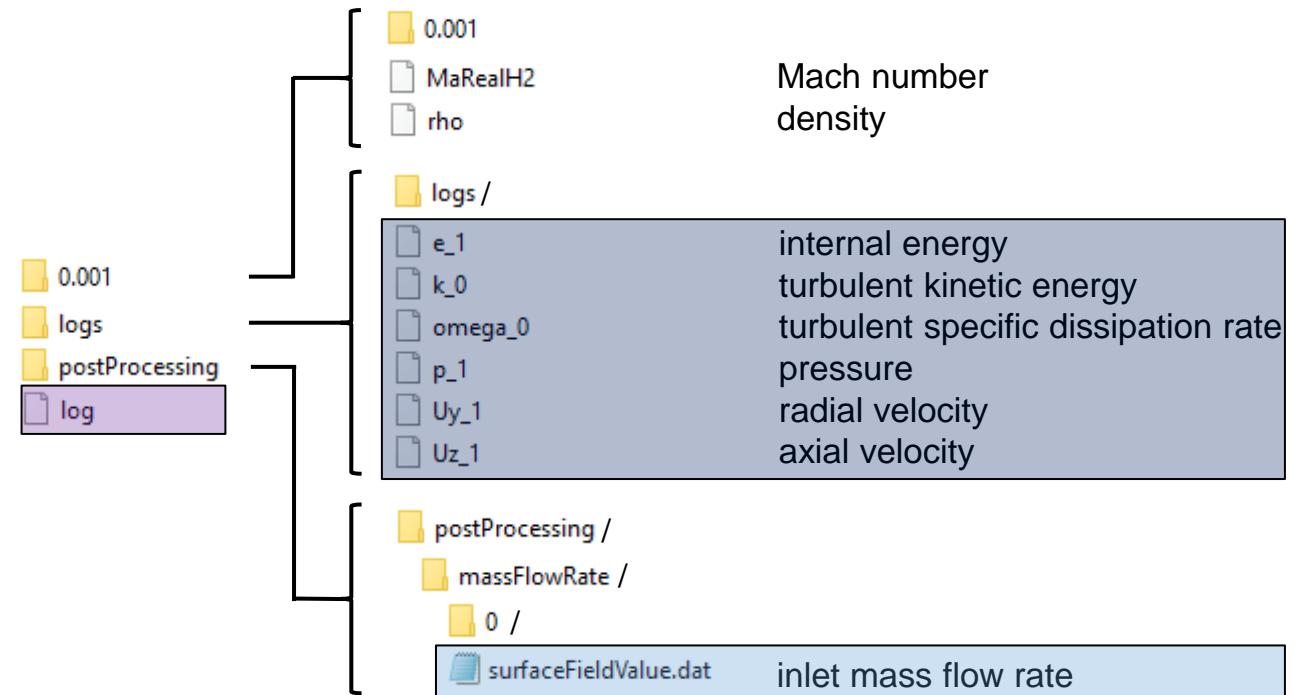 0.001
logs
postProcessing
log
0.001
MaRealH2 Mach number
rho density
logs /
e_1 internal energy
k_0 turbulent kinetic energy
omega_0 turbulent specific dissipation rate
p_1 pressure
Uy_1 radial velocity
Uz_1 axial velocity
postProcessing /
massFlowRate /
0 /
surfaceFieldValue.dat inlet mass flow rate